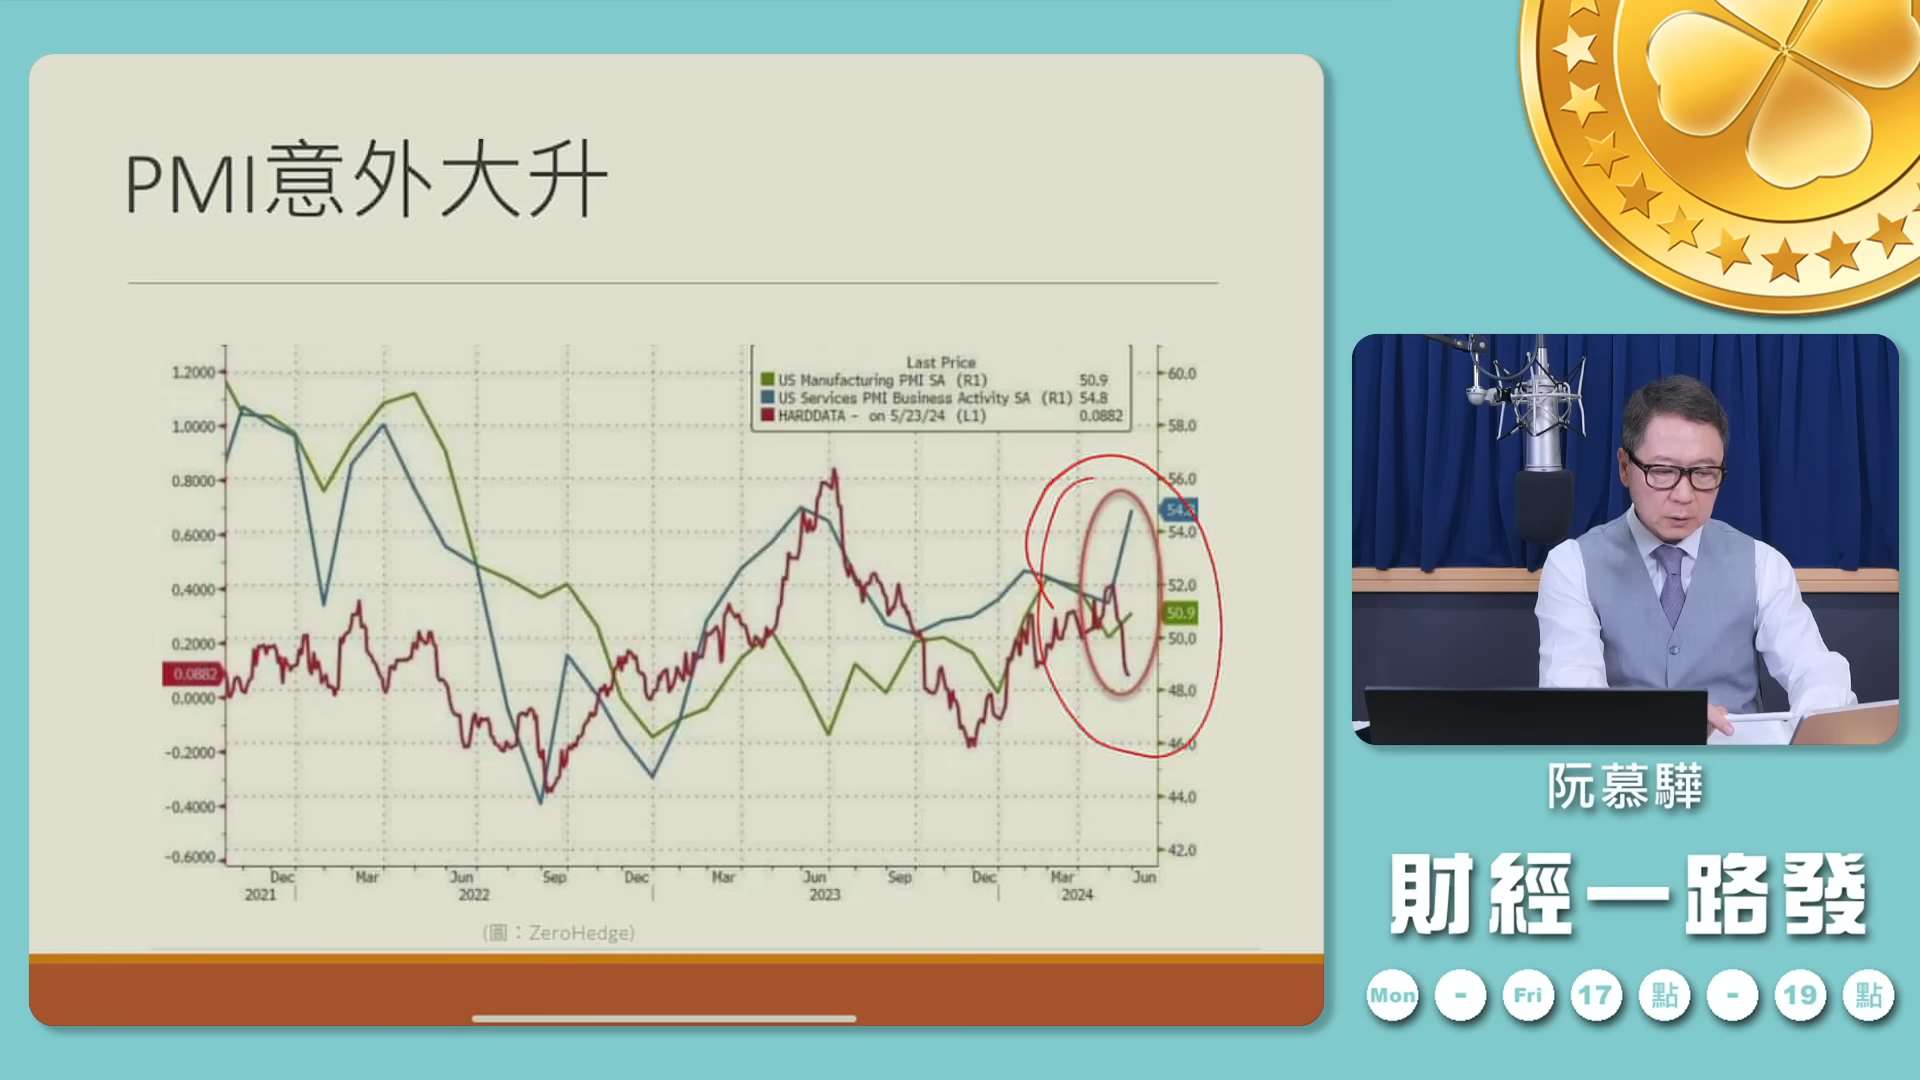 PMI意外大升
Last Price
US Manufacturing PMI SA (R1) 50.9
US Services PMI Business Activity SA (R1) 54.8
HARDDATA - on 5/23/24 (L1) 0.0882
1.2000
1.0000
0.8000
0.6000
0.4000
0.2000
0.0882
0.0000
-0.2000
-0.4000
-0.6000
60.0
58.0
56.0
54.8
54.0
52.0
50.9
50.0
48.0
46.0
44.0
42.0
Dec Mar Jun Sep Dec Mar Jun Sep Dec Mar Jun
2021 2022 2023 2024
(圖：ZeroHedge)
阮慕驊
財經一路發
Mon - Fri 17 點 - 19 點